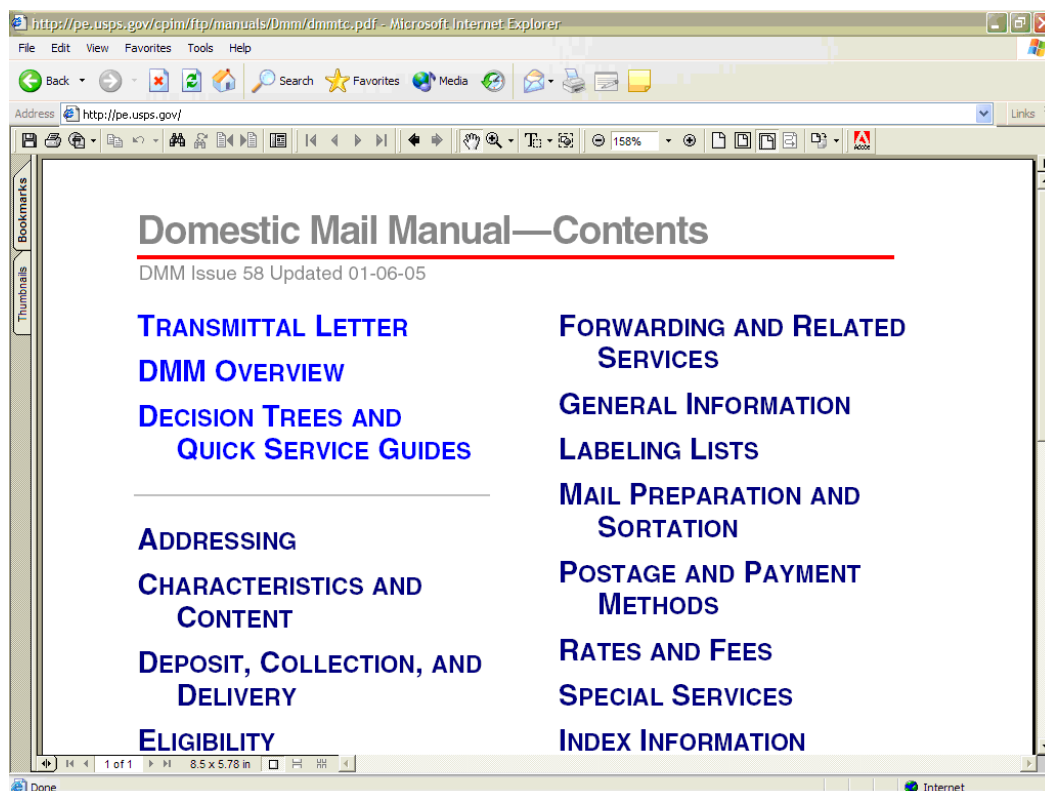 http://pe.usps.gov/cpim/ftp/manuals/Dmm/dmmtc.pdf - Microsoft Internet Explorer
File Edit View Favorites Tools Help
Back Search Favorites Media
Address http://pe.usps.gov/ Links
158% Adobe
Bookmarks
Thumbnails
Domestic Mail Manual—Contents
DMM Issue 58 Updated 01-06-05
TRANSMITTAL LETTER
DMM OVERVIEW
DECISION TREES AND
QUICK SERVICE GUIDES
ADDRESSING
CHARACTERISTICS AND
CONTENT
DEPOSIT, COLLECTION, AND
DELIVERY
ELIGIBILITY
FORWARDING AND RELATED
SERVICES
GENERAL INFORMATION
LABELING LISTS
MAIL PREPARATION AND
SORTATION
POSTAGE AND PAYMENT
METHODS
RATES AND FEES
SPECIAL SERVICES
INDEX INFORMATION
1 of 1 8.5 x 5.78 in
Done Internet